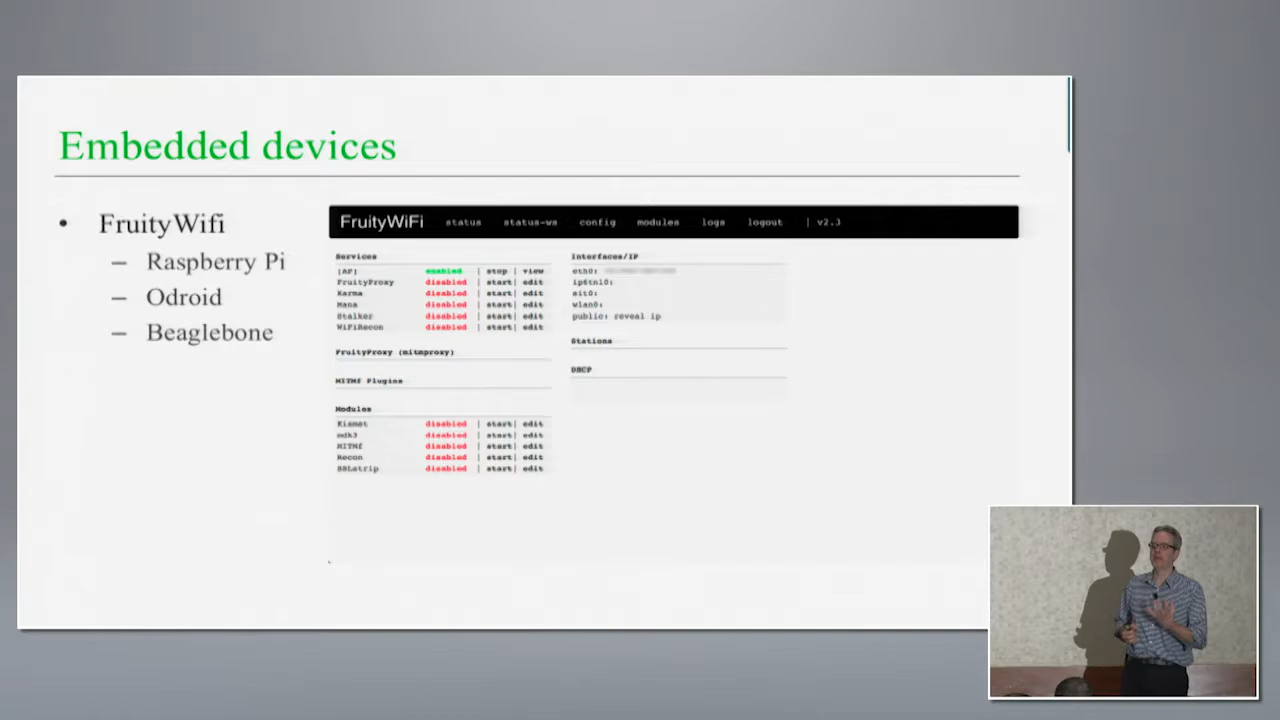 Embedded devices
• FruityWifi
– Raspberry Pi
– Odroid
– Beaglebone
FruityWiFi status status-ws config modules logs logout | v2.3
Services
[AP] enabled | stop | view
FruityProxy disabled | start | edit
Karma disabled | start | edit
Mana disabled | start | edit
Stalker disabled | start | edit
WiFiRecon disabled | start | edit
FruityProxy (mitmproxy)
MITMf Plugins
Modules
Kismet disabled | start | edit
mdk3 disabled | start | edit
MITMf disabled | start | edit
Recon disabled | start | edit
SSLstrip disabled | start | edit
Interfaces/IP
eth0:
ip6tnl0:
sit0:
wlan0:
public: reveal ip
Stations
DHCP